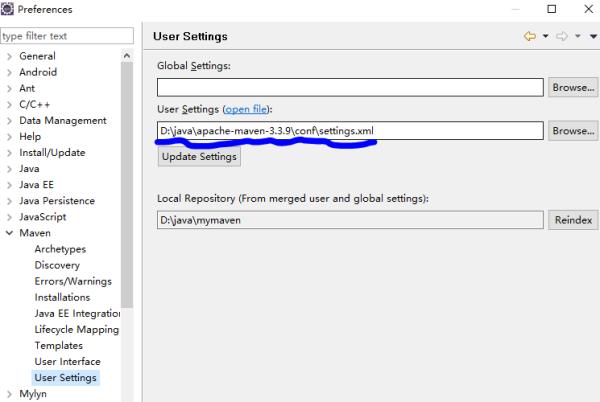 Preferences
type filter text
General
Android
Ant
C/C++
Data Management
Help
Install/Update
Java
Java EE
Java Persistence
JavaScript
Maven
Archetypes
Discovery
Errors/Warnings
Installations
Java EE Integration
Lifecycle Mapping
Templates
User Interface
User Settings
Mylyn
User Settings
Global Settings:
Browse...
User Settings (open file):
D:\java\apache-maven-3.3.9\conf\settings.xml
Browse...
Update Settings
Local Repository (From merged user and global settings):
D:\java\mymaven
Reindex